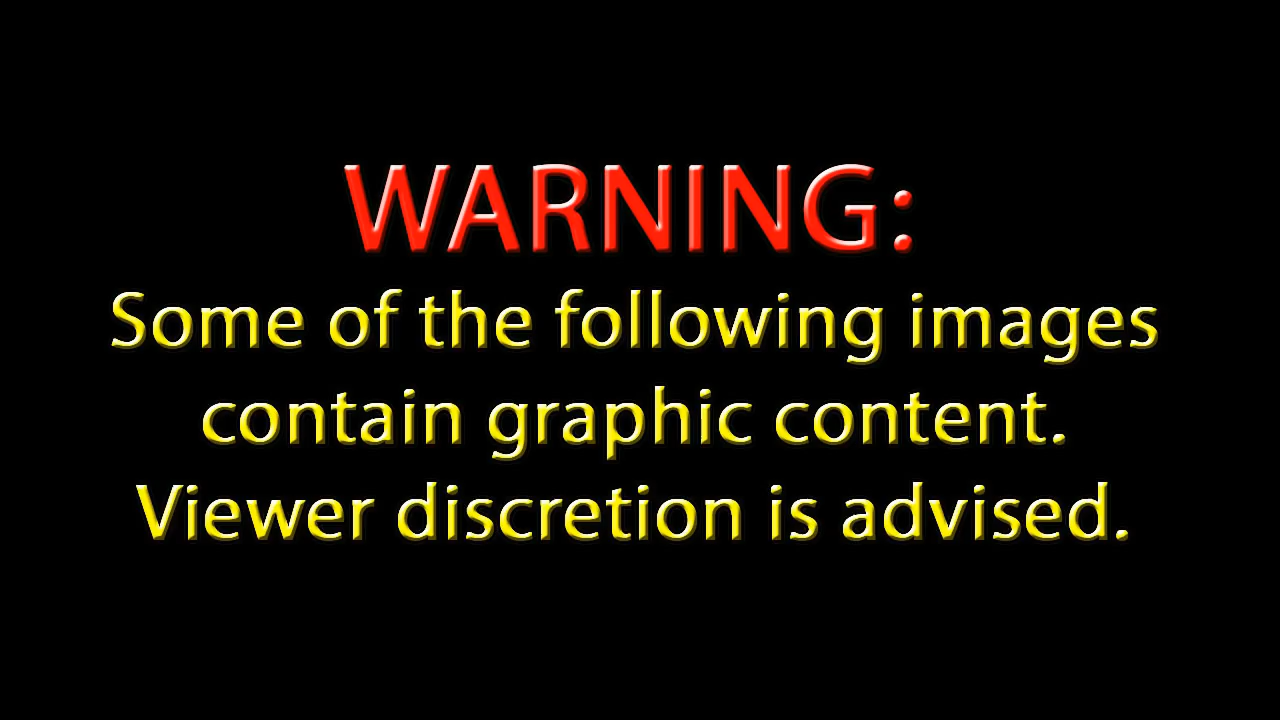 WARNING:
Some of the following images
contain graphic content.
Viewer discretion is advised.